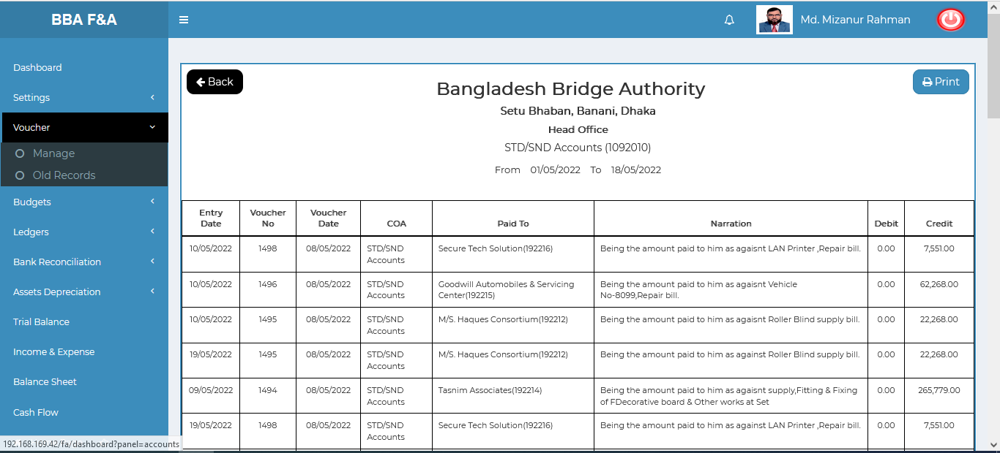 BBA F&A
Md. Mizanur Rahman
Dashboard
Settings
Voucher
Manage
Old Records
Budgets
Ledgers
Bank Reconciliation
Assets Depreciation
Trial Balance
Income & Expense
Balance Sheet
Cash Flow
192.168.169.42/fa/dashboard?panel=accounts
Back
Print
Bangladesh Bridge Authority
Setu Bhaban, Banani, Dhaka
Head Office
STD/SND Accounts (1092010)
From 01/05/2022 To 18/05/2022
Entry Voucher Voucher
Date No Date COA Paid To Narration Debit Credit
10/05/2022 1498 08/05/2022 STD/SND Secure Tech Solution(192216) Being the amount paid to him as agaisnt LAN Printer ,Repair bill. 0.00 7,551.00
Accounts
10/05/2022 1496 08/05/2022 STD/SND Goodwill Automobiles & Servicing Being the amount paid to him as agaisnt Vehicle 0.00 62,268.00
Accounts Center(192215) No-8099,Repair bill.
10/05/2022 1495 08/05/2022 STD/SND M/S. Haques Consortium(192212) Being the amount paid to him as agaisnt Roller Blind supply bill. 0.00 22,268.00
Accounts
19/05/2022 1495 08/05/2022 STD/SND M/S. Haques Consortium(192212) Being the amount paid to him as against Roller Blind supply bill. 0.00 22,268.00
Accounts
09/05/2022 1494 08/05/2022 STD/SND Tasnim Associates(192214) Being the amount paid to him as agaisnt supply,Fitting & Fixing 0.00 265,779.00
Accounts of FDecorative board & Other works at Set
19/05/2022 1498 08/05/2022 STD/SND Secure Tech Solution(192216) Being the amount paid to him as against LAN Printer ,Repair bill. 0.00 7,551.00
Accounts